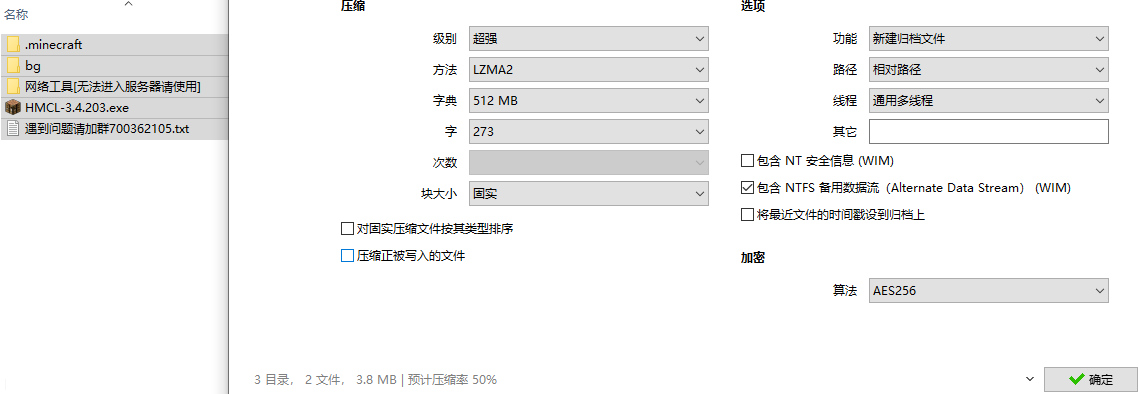 名称
.minecraft
bg
网络工具[无法进入服务器请使用]
HMCL-3.4.203.exe
遇到问题请加群700362105.txt
压缩
级别 超强
方法 LZMA2
字典 512 MB
字 273
次数
块大小 固实
对固实压缩文件按其类型排序
压缩正被写入的文件
选项
功能 新建归档文件
路径 相对路径
线程 通用多线程
其它
包含 NT 安全信息 (WIM)
包含 NTFS 备用数据流（Alternate Data Stream） (WIM)
将最近文件的时间戳设到归档上
加密
算法 AES256
3 目录， 2 文件， 3.8 MB | 预计压缩率 50%
确定